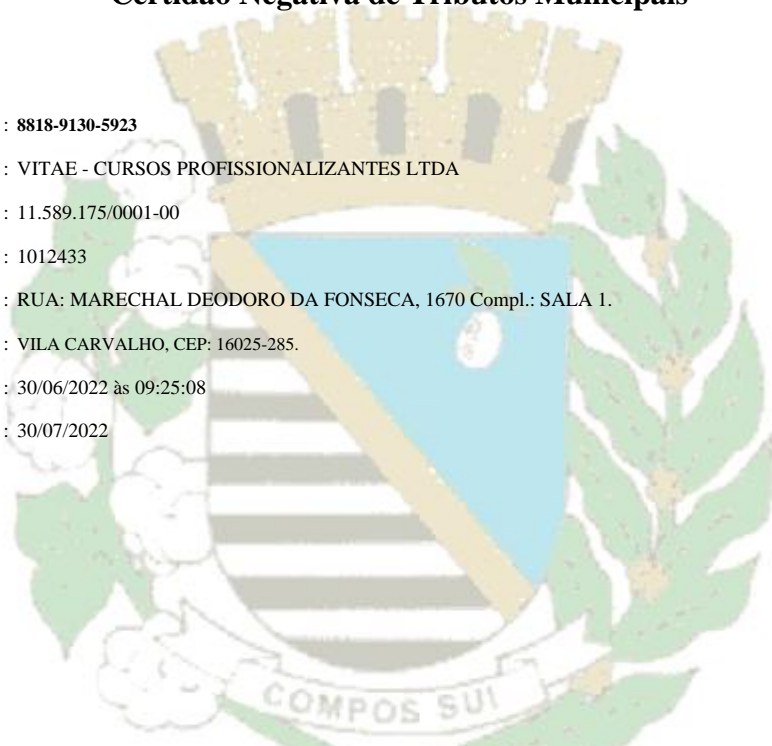 Certidão Negativa de Tributos Municipais
: 8818-9130-5923
: VITAE - CURSOS PROFISSIONALIZANTES LTDA
: 11.589.175/0001-00
: 1012433
: RUA: MARECHAL DEODORO DA FONSECA, 1670 Compl.: SALA 1.
: VILA CARVALHO, CEP: 16025-285.
: 30/06/2022 às 09:25:08
: 30/07/2022
COMPOS SUI